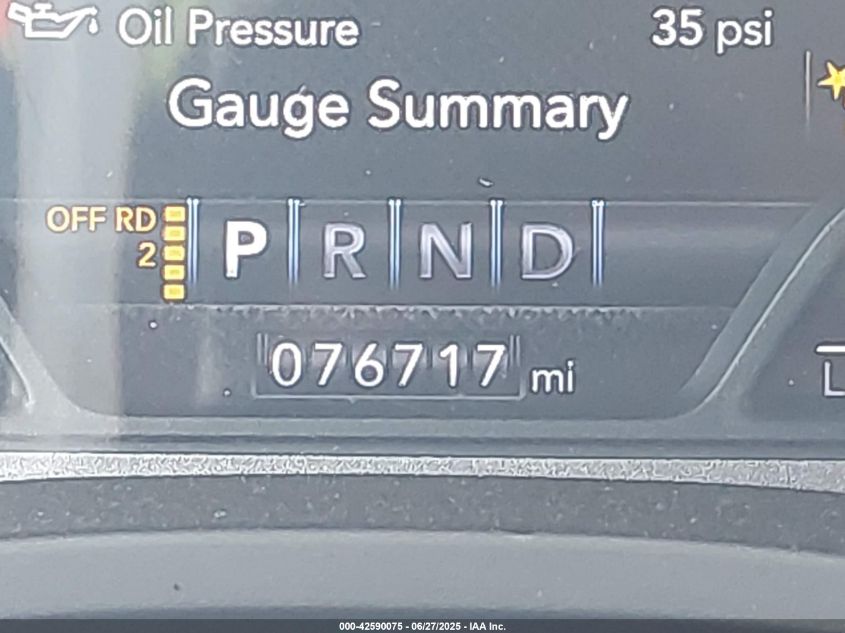 Oil Pressure 35 psi
Gauge Summary
OFF RD
2
P R N D
076717 mi
L
000-42590075 - 06/27/2025 - IAA Inc.